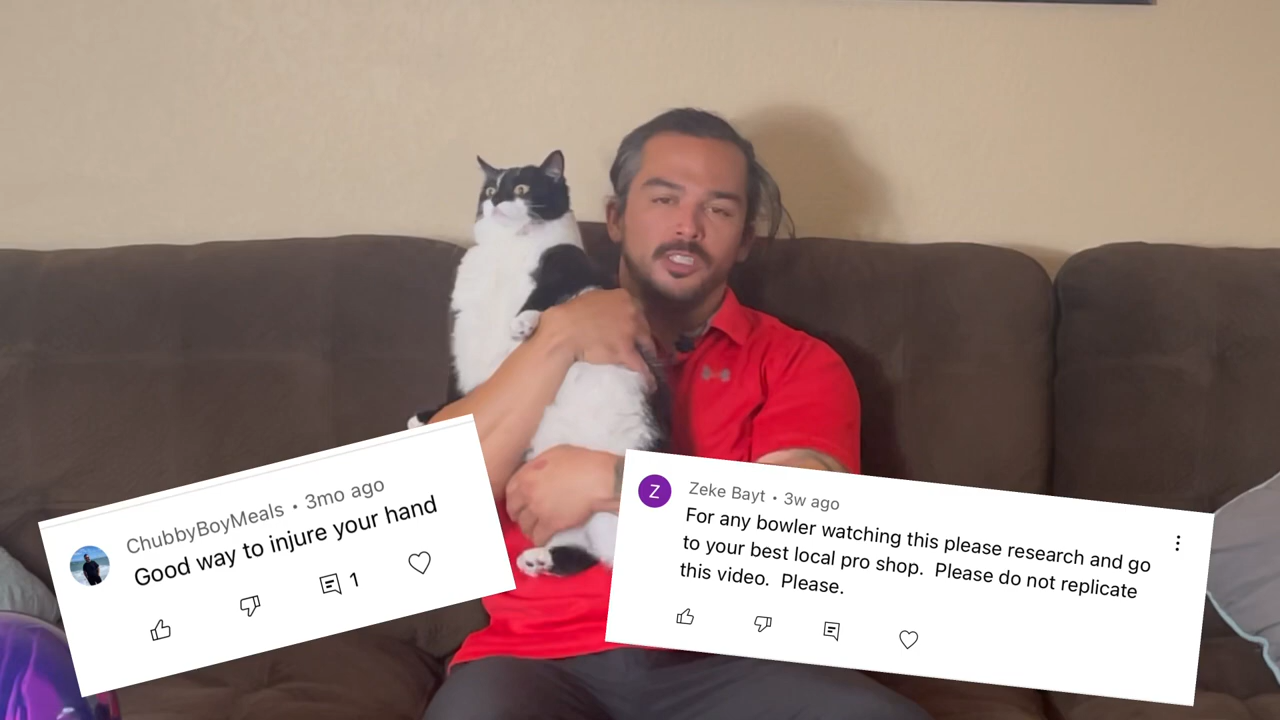 ChubbyBoyMeals • 3mo ago
Good way to injure your hand
1
Z
Zeke Bayt • 3w ago
For any bowler watching this please research and go
to your best local pro shop.  Please do not replicate
this video.  Please.